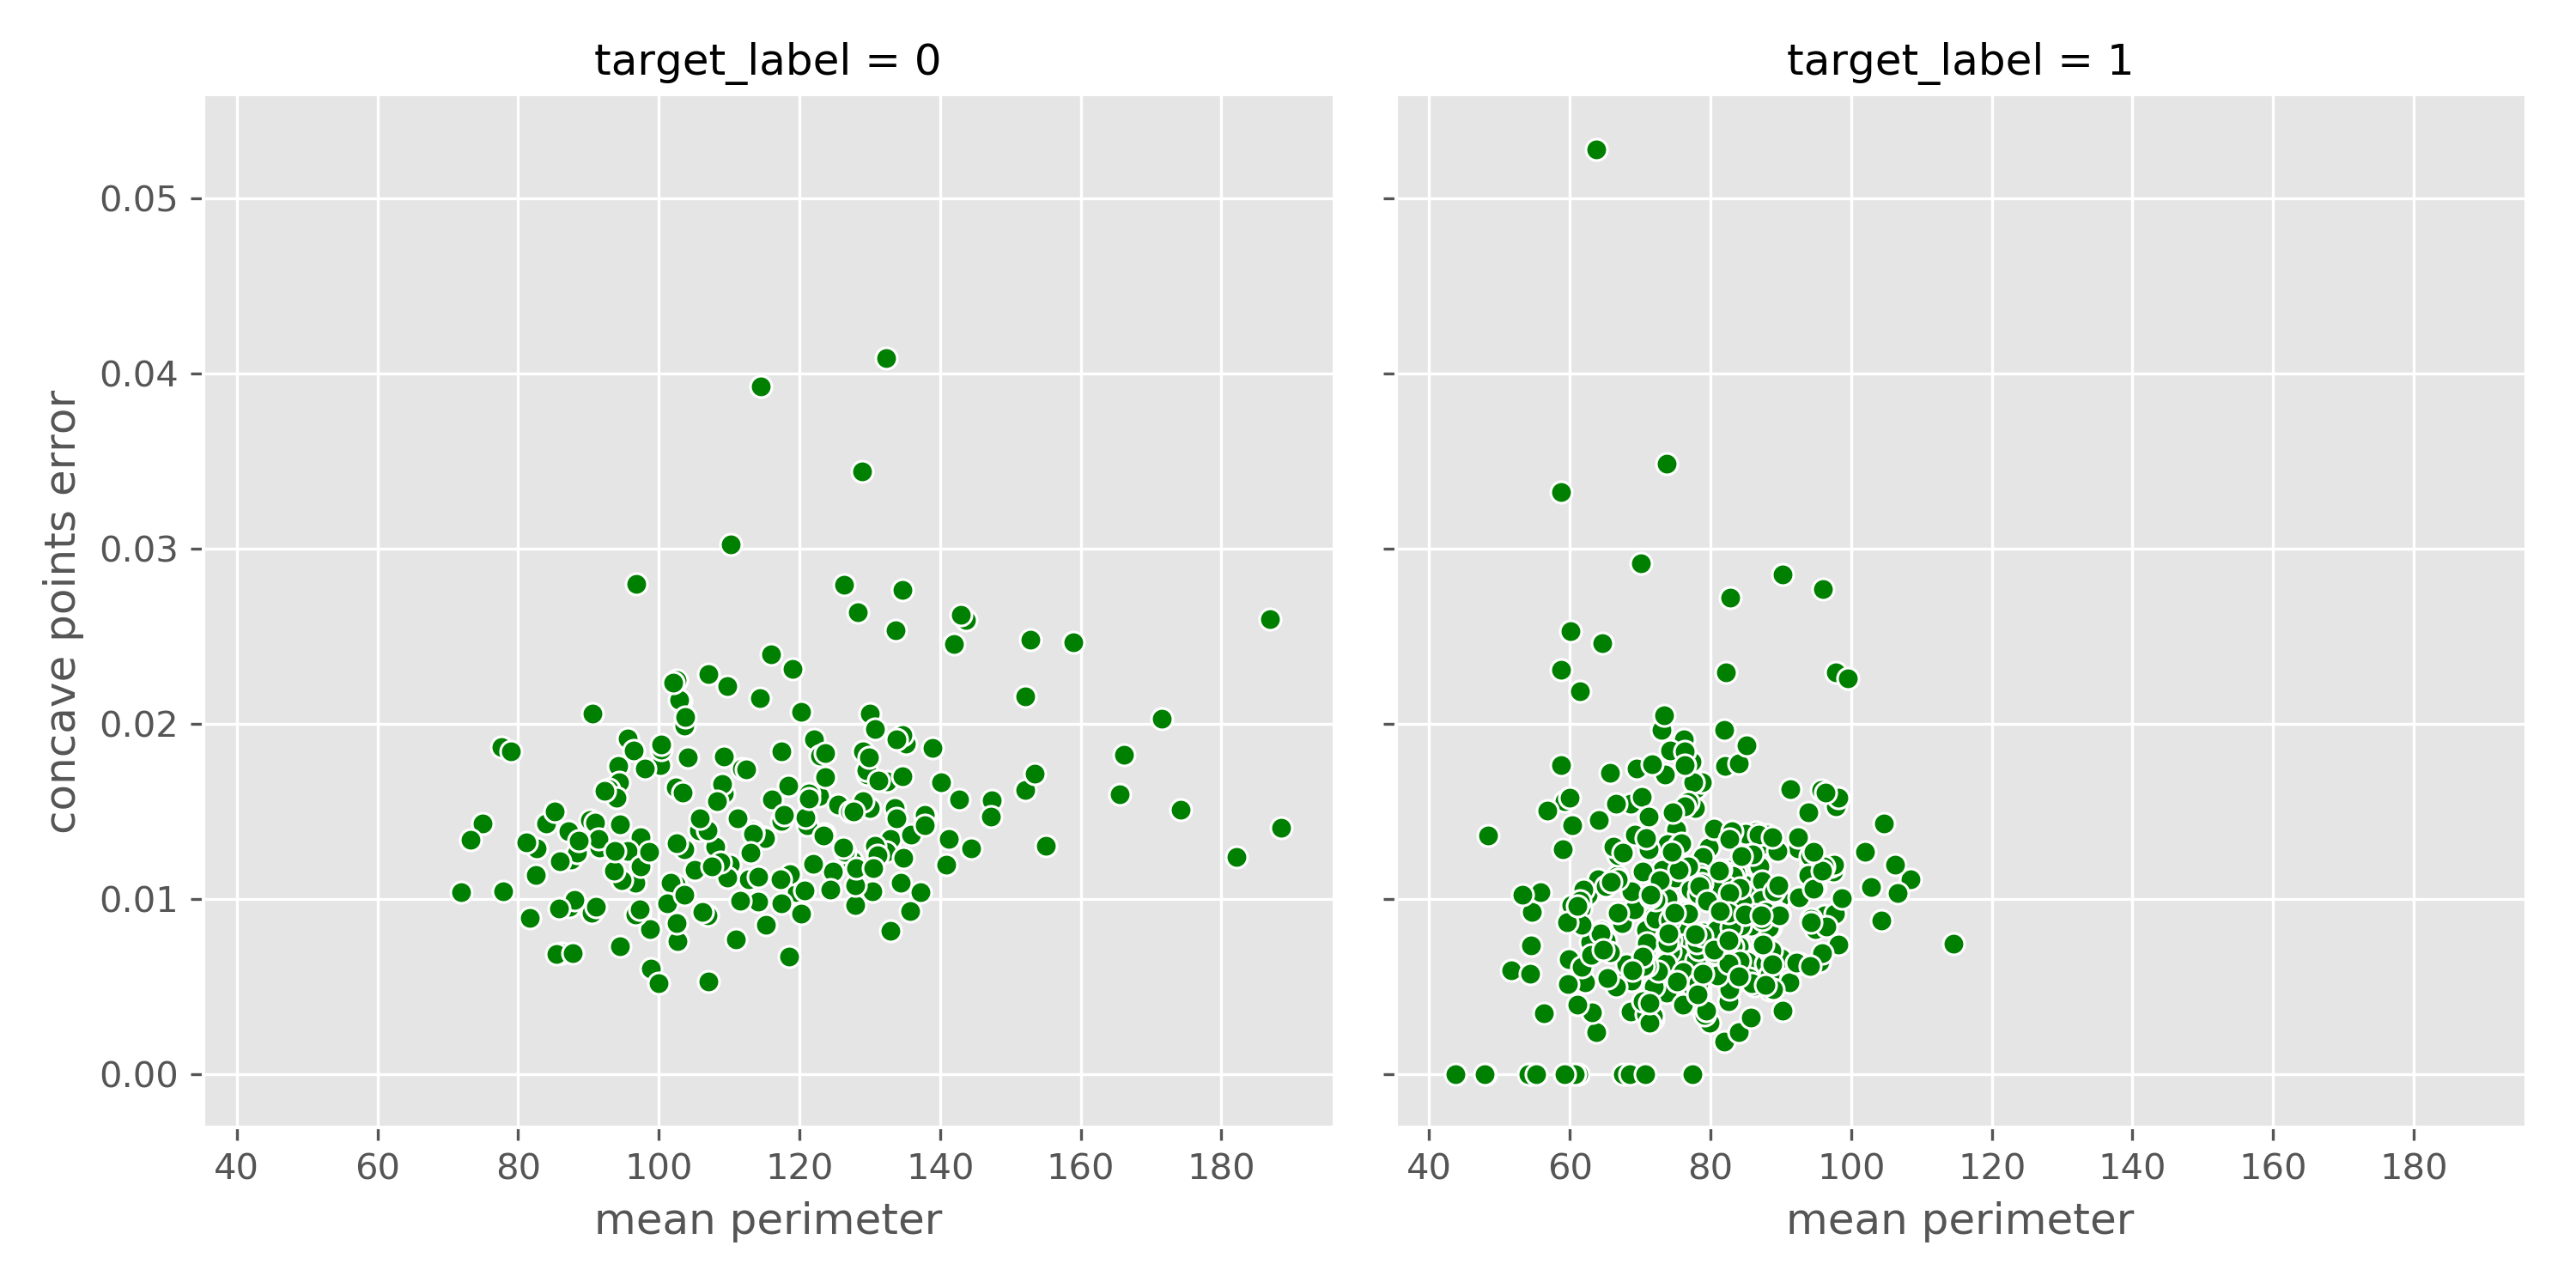 target_label = 0
target_label = 1
concave points error
0.05
0.04
0.03
0.02
0.01
0.00
40 60 80 100 120 140 160 180
40 60 80 100 120 140 160 180
mean perimeter
mean perimeter